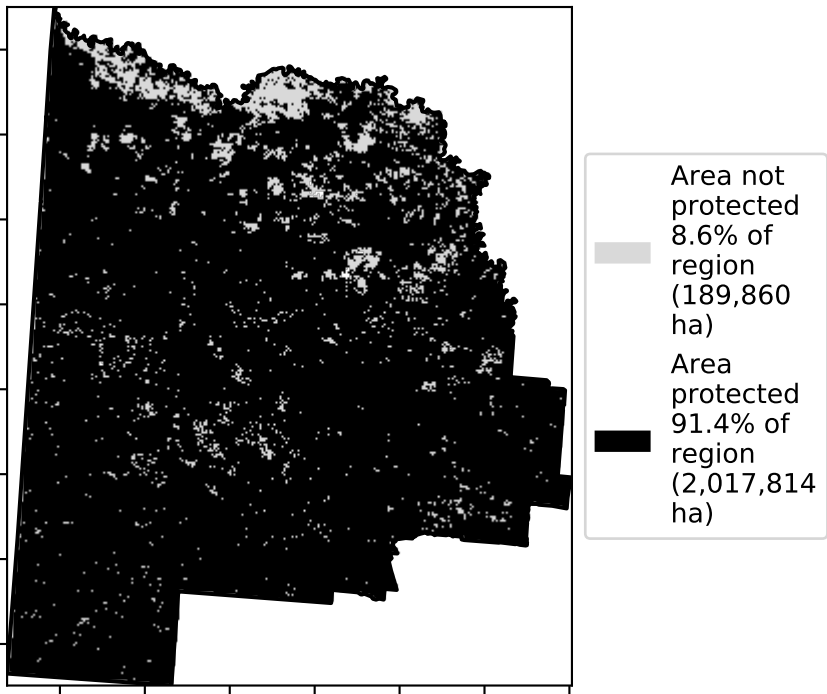 Area not
protected
8.6% of
region
(189,860
ha)
Area
protected
91.4% of
region
(2,017,814
ha)